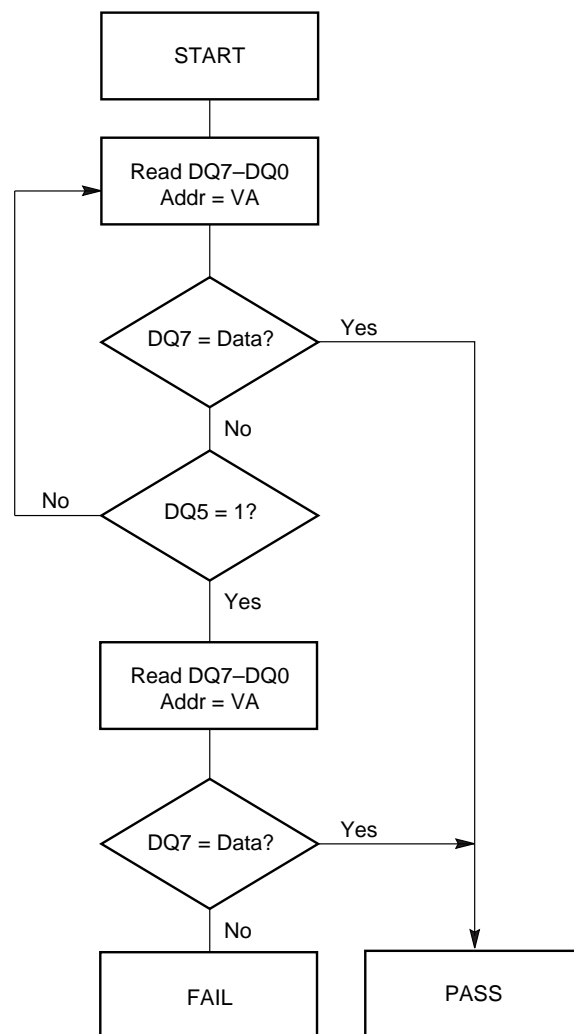 START
Read DQ7–DQ0
Addr = VA
DQ7 = Data?
Yes
No
No
DQ5 = 1?
Yes
Read DQ7–DQ0
Addr = VA
DQ7 = Data?
Yes
No
FAIL
PASS